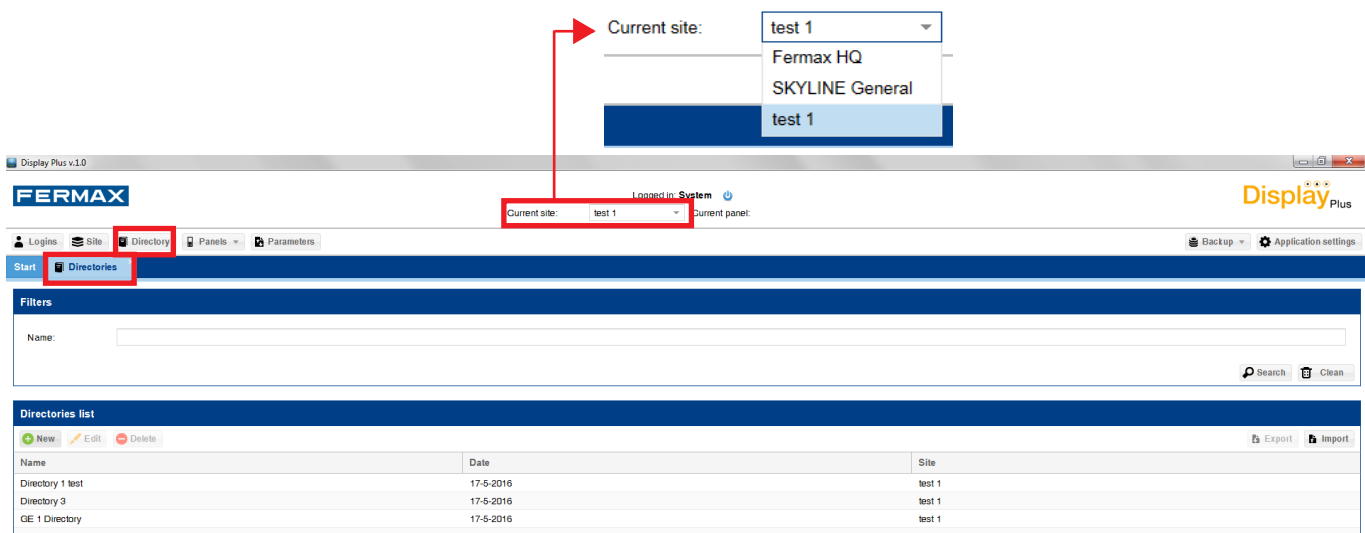 Current site: test 1
Fermax HQ
SKYLINE General
test 1
Display Plus v.1.0
FERMAX
Logged in: System
Display Plus
Current site: test 1 Current panel:
Logins Site Directory Panels Parameters Backup Application settings
Start Directories
Filters
Name:
Search Clean
Directories list
New Edit Delete Export Import
Name Date Site
Directory 1 test 17-5-2016 test 1
Directory 3 17-5-2016 test 1
GE 1 Directory 17-5-2016 test 1